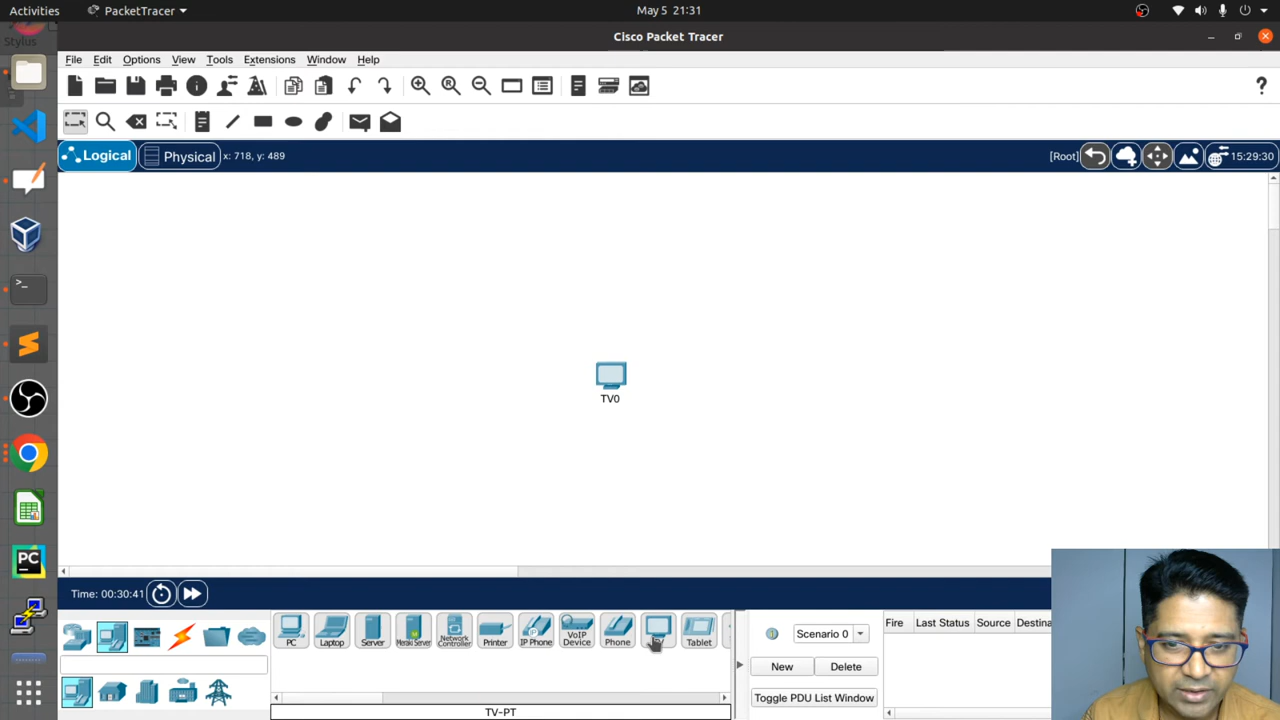 Activities PacketTracer May 5 21:31
Stylus
Cisco Packet Tracer
File Edit Options View Tools Extensions Window Help
Logical Physical x: 718, y: 489 [Root] 15:29:30
TV0
Time: 00:30:41
PC Laptop Server Meraki Server Network Controller Printer IP Phone VoIP Device Phone Tablet
TV-PT
Scenario 0
New Delete
Toggle PDU List Window
Fire Last Status Source Destina